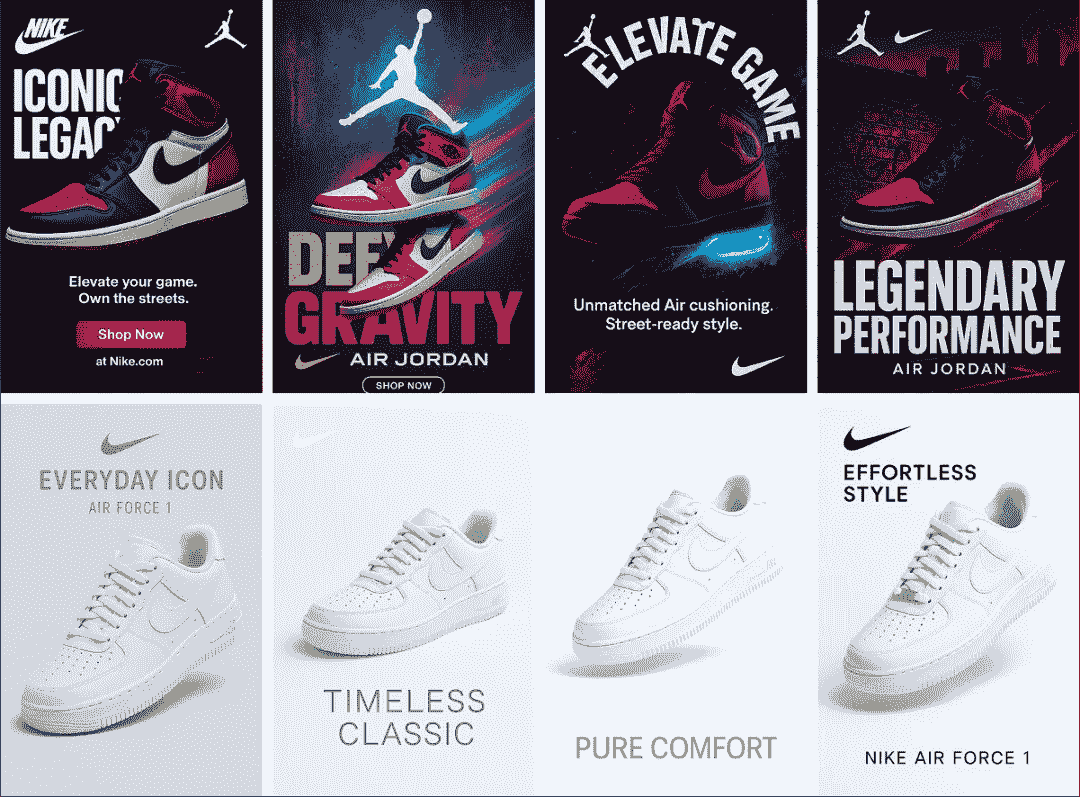 NIKE
ICONIC
LEGACY
Elevate your game.
Own the streets.
Shop Now
at Nike.com
DEFY
GRAVITY
AIR JORDAN
SHOP NOW
ELEVATE GAME
Unmatched Air cushioning.
Street-ready style.
LEGENDARY
PERFORMANCE
AIR JORDAN
EVERYDAY ICON
AIR FORCE 1
TIMELESS
CLASSIC
PURE COMFORT
EFFORTLESS
STYLE
NIKE AIR FORCE 1